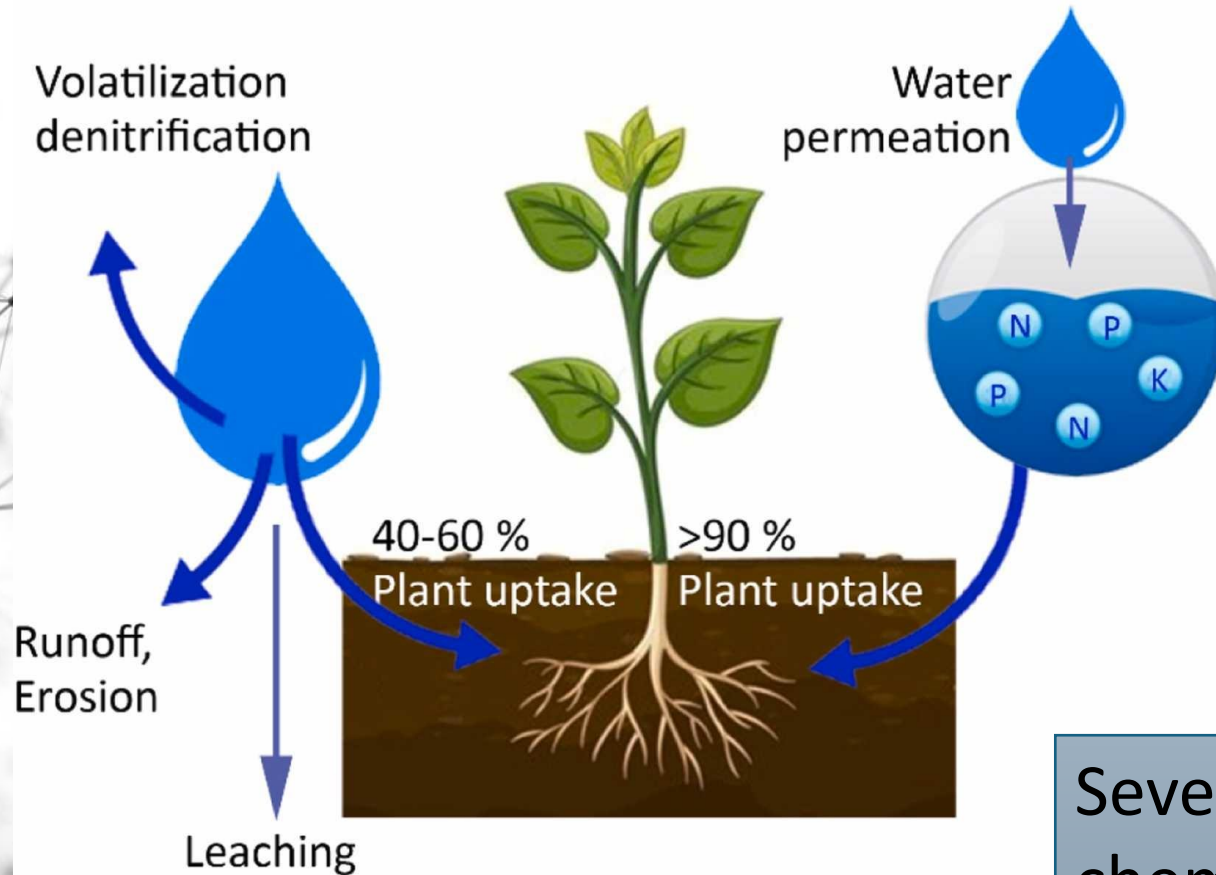 Volatilization
denitrification
Water
permeation
N
P
P
K
N
40-60 %
>90 %
Plant uptake
Plant uptake
Runoff,
Erosion
Leaching